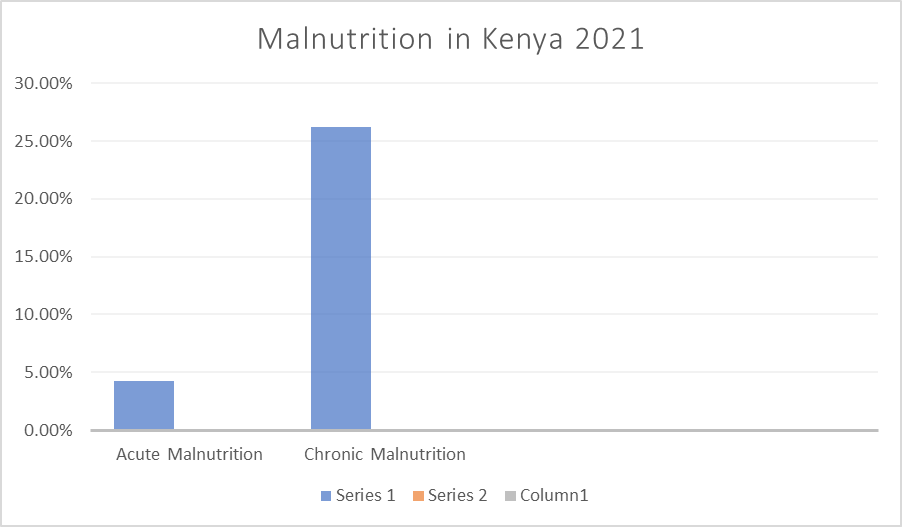 Malnutrition in Kenya 2021
30.00%
25.00%
20.00%
15.00%
10.00%
5.00%
0.00%
Acute Malnutrition Chronic Malnutrition
Series 1 Series 2 Column1